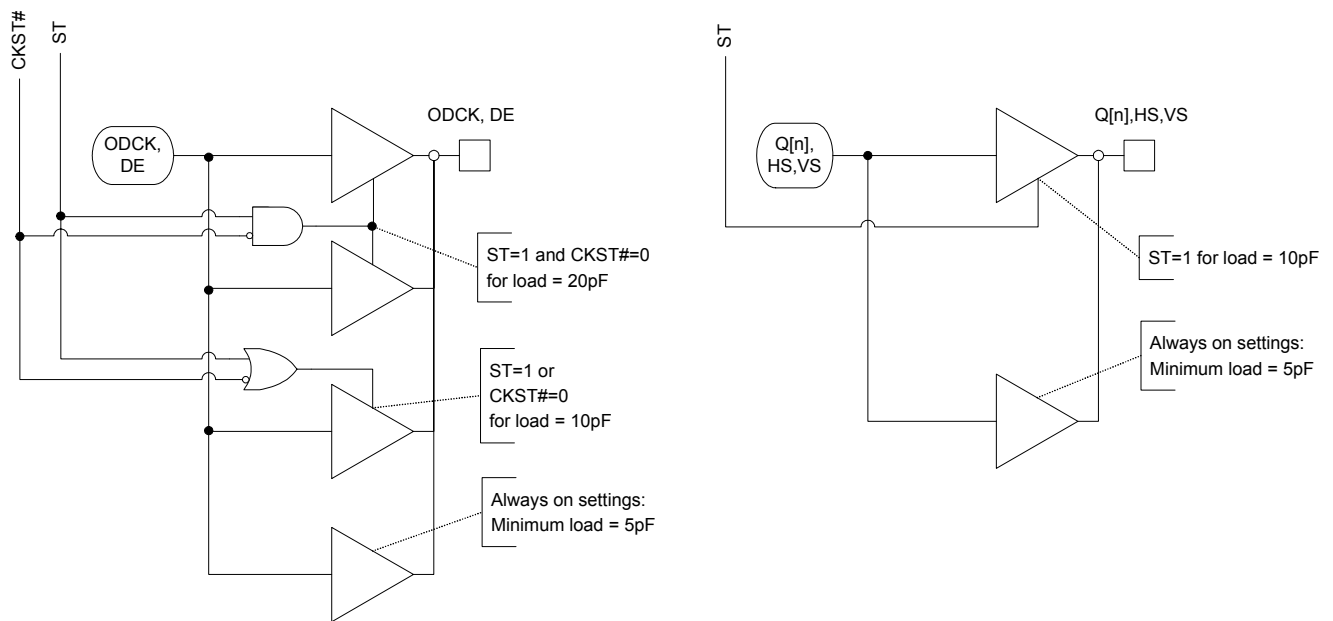 CKST#
ST
ODCK,
DE
ODCK, DE
ST=1 and CKST#=0
for load = 20pF
ST=1 or
CKST#=0
for load = 10pF
Always on settings:
Minimum load = 5pF
ST
Q[n],
HS,VS
Q[n],HS,VS
ST=1 for load = 10pF
Always on settings:
Minimum load = 5pF